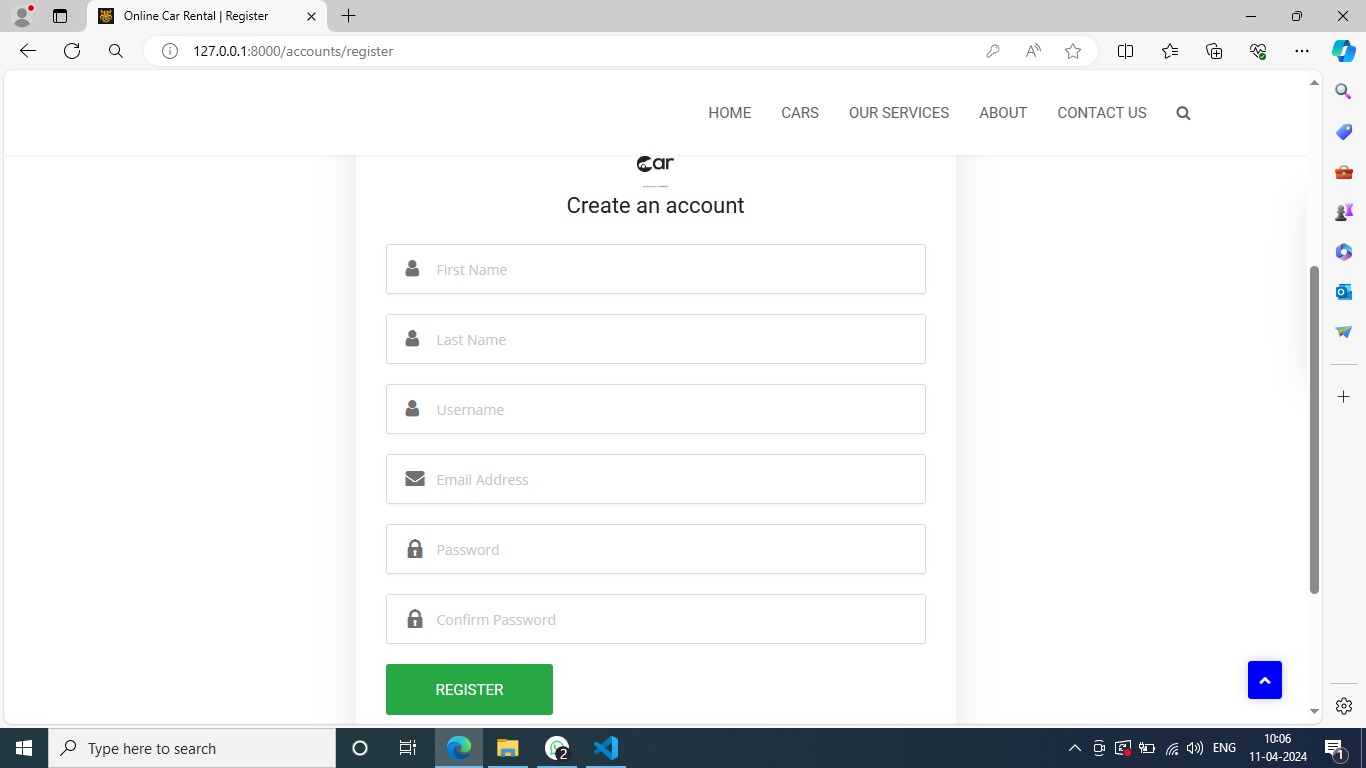 Online Car Rental | Register
127.0.0.1:8000/accounts/register
HOME CARS OUR SERVICES ABOUT CONTACT US
Car
Create an account
First Name
Last Name
Username
Email Address
Password
Confirm Password
REGISTER
Type here to search
2
ENG
10:06
11-04-2024
1